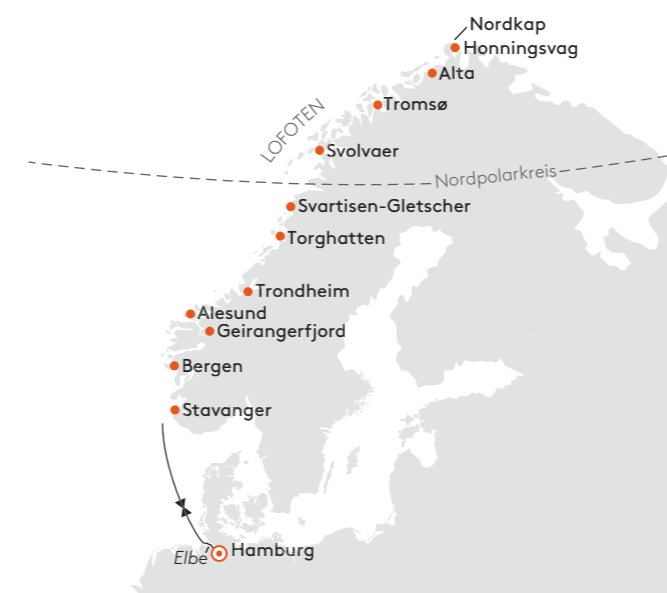 Nordkap
Honningsvag
Alta
Tromsø
LOFOTEN
Svolvaer
Nordpolarkreis
Svartisen-Gletscher
Torghatten
Trondheim
Alesund
Geirangerfjord
Bergen
Stavanger
Hamburg
Elbe